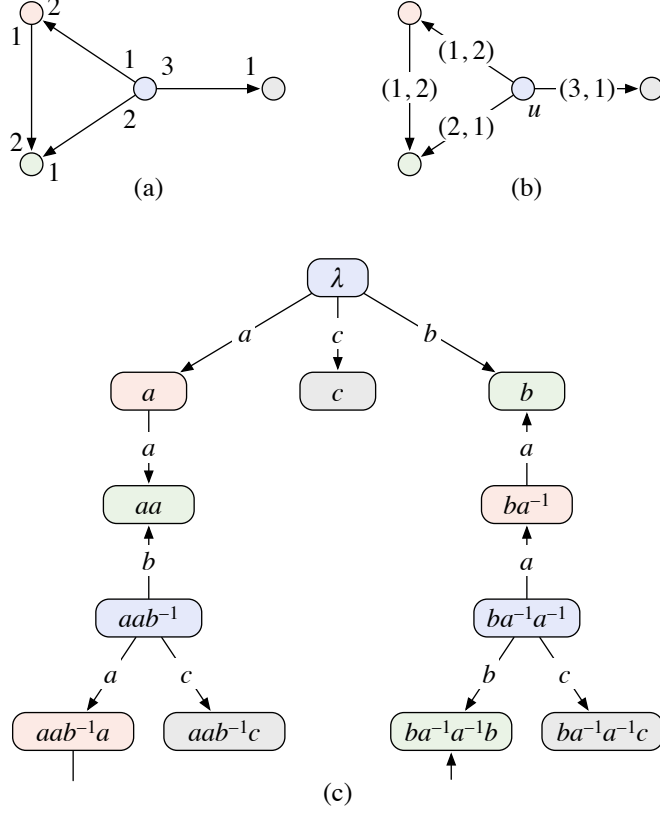 2
1
1 3 1
2
2
1
(a)
(1, 2)
(1, 2) (3, 1)
u
(2, 1)
(b)
λ
a c b
a c b
a a
aa ba⁻¹
b a
aab⁻¹ ba⁻¹a⁻¹
a c b c
aab⁻¹a aab⁻¹c ba⁻¹a⁻¹b ba⁻¹a⁻¹c
(c)